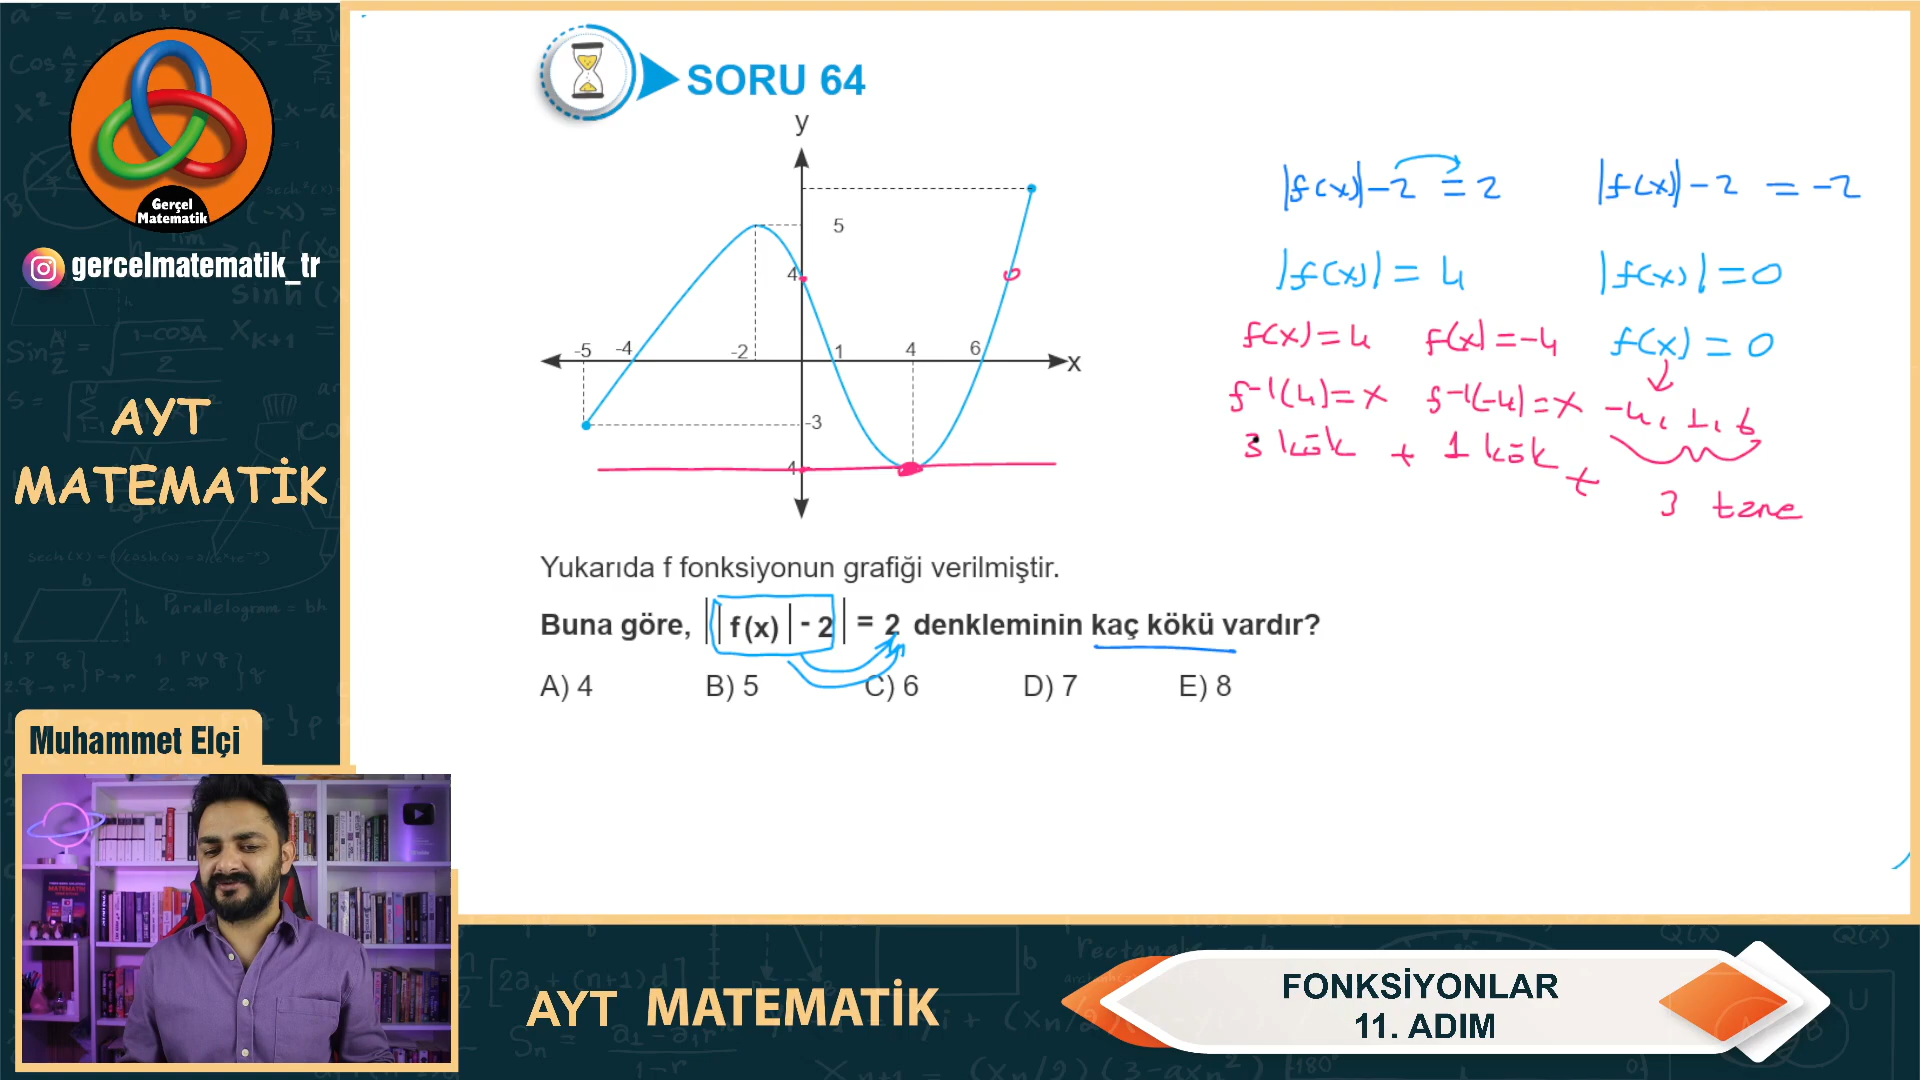 Gerçel
Matematik
gercelmatematik_tr
AYT
MATEMATİK
Muhammet Elçi
SORU 64
y
5
4
-5
-4
-2
1
4
6
x
-3
4
Yukarıda f fonksiyonun grafiği verilmiştir.
Buna göre, ||f(x)|-2| = 2 denkleminin kaç kökü vardır?
A) 4 B) 5 C) 6 D) 7 E) 8
|f(x)|-2 = 2 |f(x)|-2 = -2
|f(x)| = 4 |f(x)| = 0
f(x) = 4 f(x) = -4 f(x) = 0
f⁻¹(4) = x f⁻¹(-4) = x -4, 1, 6
3 kök + 1 kök +
3 tane
AYT MATEMATİK
FONKSİYONLAR
11. ADIM